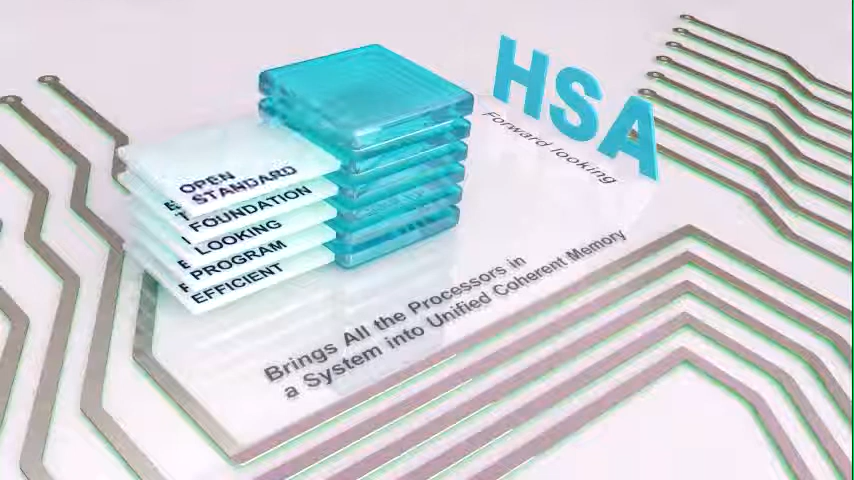 HSA
Forward looking
OPEN
STANDARD
FOUNDATION
LOOKING
PROGRAM
EFFICIENT
Brings All the Processors in
a System into Unified Coherent Memory